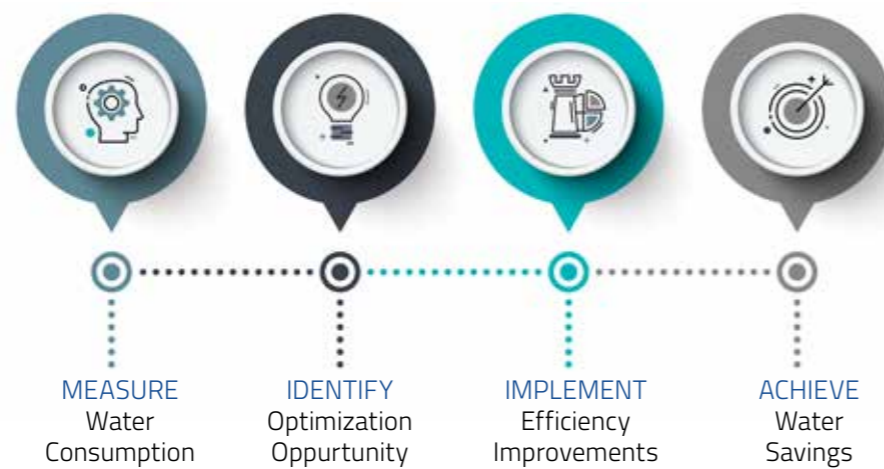 MEASURE
Water
Consumption
IDENTIFY
Optimization
Oppurtunity
IMPLEMENT
Efficiency
Improvements
ACHIEVE
Water
Savings